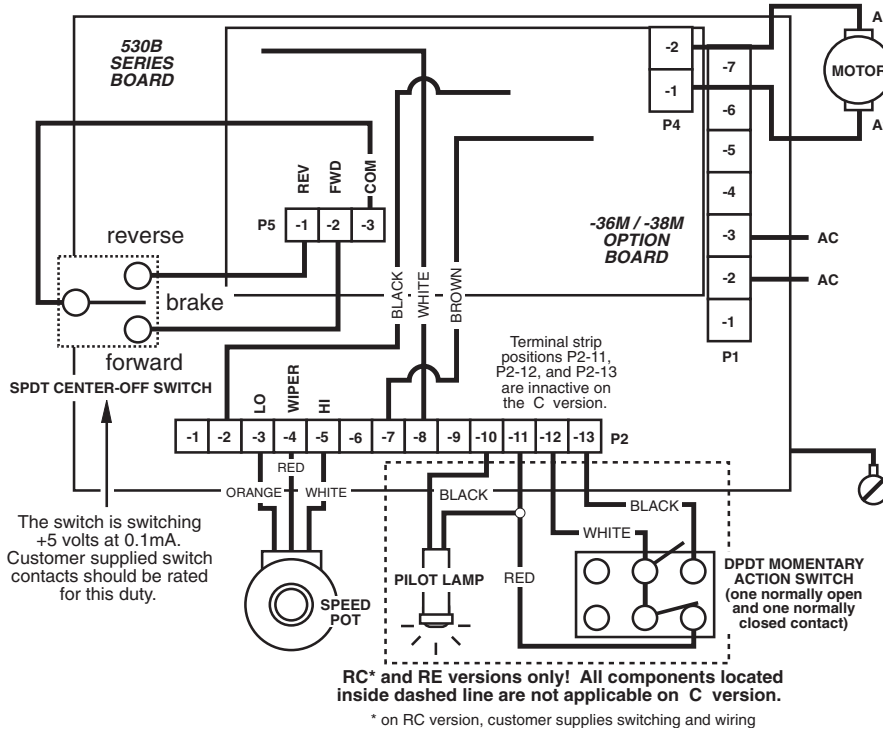 530B
SERIES
BOARD
-2
-1
P4
-7
-6
-5
-4
-3
-2
-1
P1
MOTOR
A
A
AC
AC
-36M / -38M
OPTION
BOARD
REV
FWD
COM
P5
-1
-2
-3
reverse
brake
forward
SPDT CENTER-OFF SWITCH
BLACK
WHITE
BROWN
Terminal strip
positions P2-11,
P2-12, and P2-13
are innactive on
the C version.
LO
WIPER
HI
-1
-2
-3
-4
-5
-6
-7
-8
-9
-10
-11
-12
-13
P2
RED
ORANGE
WHITE
BLACK
BLACK
WHITE
RED
The switch is switching
+5 volts at 0.1mA.
Customer supplied switch
contacts should be rated
for this duty.
SPEED
POT
PILOT LAMP
DPDT MOMENTARY
ACTION SWITCH
(one normally open
and one normally
closed contact)
RC* and RE versions only! All components located
inside dashed line are not applicable on C version.
* on RC version, customer supplies switching and wiring